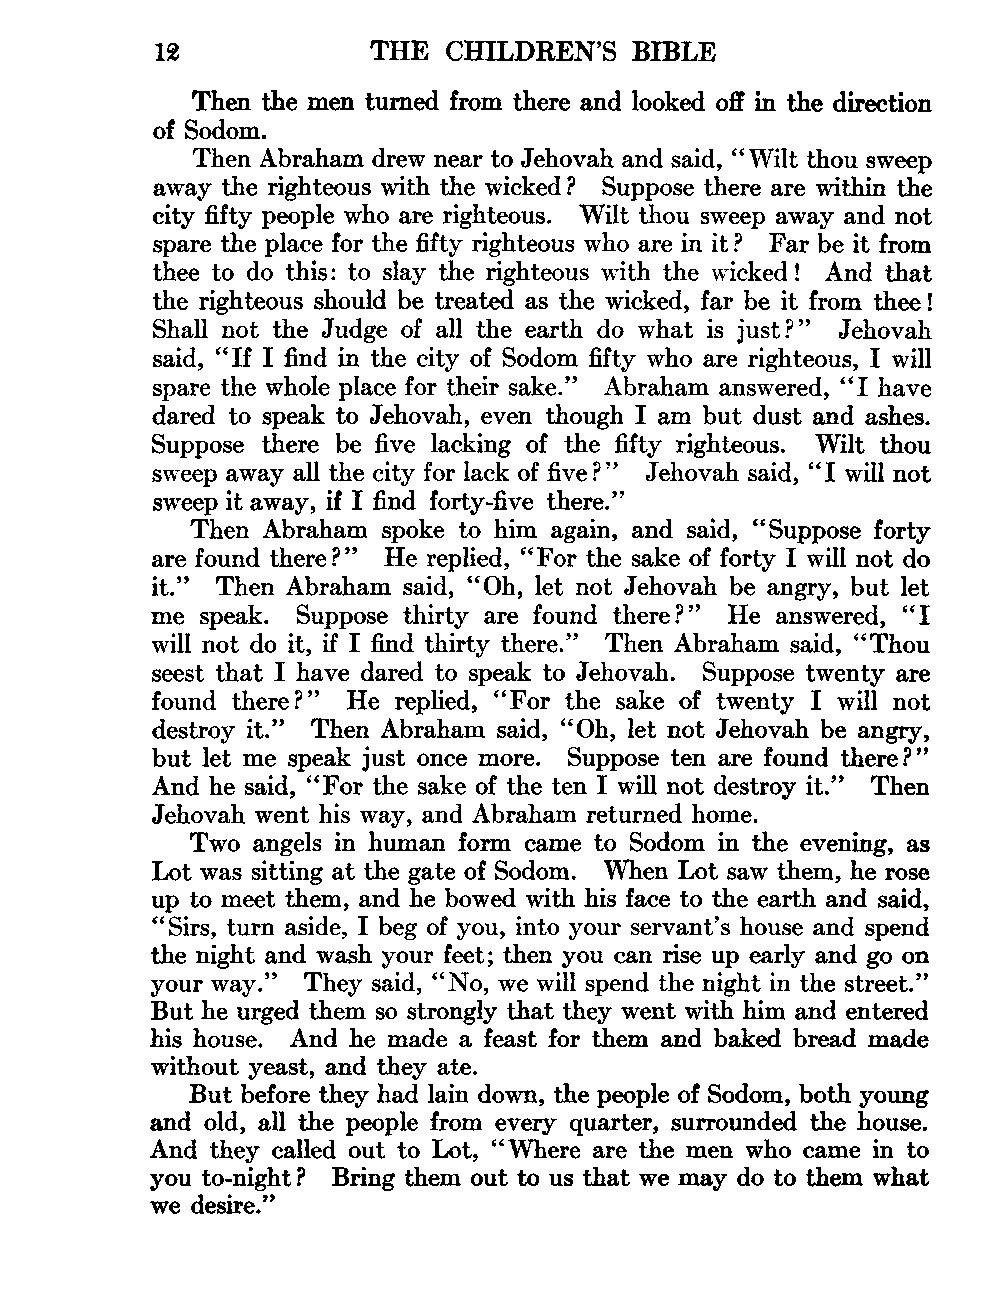 12 THE CHILDREN'S BIBLE
Then the men turned from there and looked off in the direction
of Sodom.
Then Abraham drew near to Jehovah and said, "Wilt thou sweep
away the righteous with the wicked? Suppose there are within the
city fifty people who are righteous. Wilt thou sweep away and not
spare the place for the fifty righteous who are in it? Far be it from
thee to do this: to slay the righteous with the wicked! And that
the righteous should be treated as the wicked, far be it from thee!
Shall not the Judge of all the earth do what is just?" Jehovah
said, "If I find in the city of Sodom fifty who are righteous, I will
spare the whole place for their sake." Abraham answered, "I have
dared to speak to Jehovah, even though I am but dust and ashes.
Suppose there be five lacking of the fifty righteous. Wilt thou
sweep away all the city for lack of five?" Jehovah said, "I will not
sweep it away, if I find forty-five there."
Then Abraham spoke to him again, and said, "Suppose forty
are found there?" He replied, "For the sake of forty I will not do
it." Then Abraham said, "Oh, let not Jehovah be angry, but let
me speak. Suppose thirty are found there?" He answered, "I
will not do it, if I find thirty there." Then Abraham said, "Thou
seest that I have dared to speak to Jehovah. Suppose twenty are
found there?" He replied, "For the sake of twenty I will not
destroy it." Then Abraham said, "Oh, let not Jehovah be angry,
but let me speak just once more. Suppose ten are found there?"
And he said, "For the sake of the ten I will not destroy it." Then
Jehovah went his way, and Abraham returned home.
Two angels in human form came to Sodom in the evening, as
Lot was sitting at the gate of Sodom. When Lot saw them, he rose
up to meet them, and he bowed with his face to the earth and said,
"Sirs, turn aside, I beg of you, into your servant's house and spend
the night and wash your feet; then you can rise up early and go on
your way." They said, "No, we will spend the night in the street."
But he urged them so strongly that they went with him and entered
his house. And he made a feast for them and baked bread made
without yeast, and they ate.
But before they had lain down, the people of Sodom, both young
and old, all the people from every quarter, surrounded the house.
And they called out to Lot, "Where are the men who came in to
you to-night? Bring them out to us that we may do to them what
we desire."